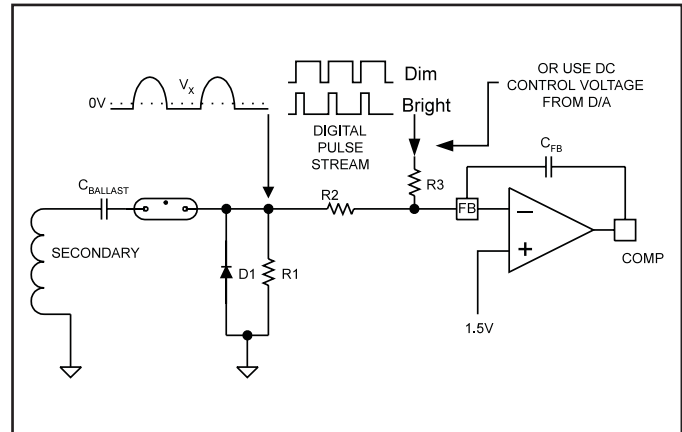 OR USE DC
CONTROL VOLTAGE
FROM D/A
Dim
Bright
DIGITAL
PULSE
STREAM
0V
VX
CBALLAST
SECONDARY
D1
R1
R2
R3
CFB
FB
COMP
1.5V